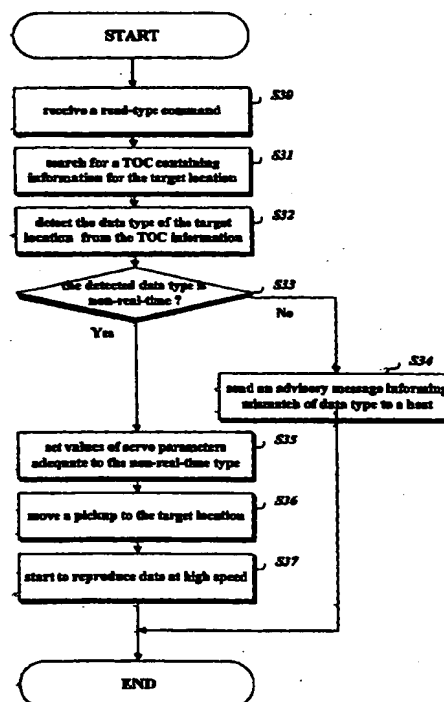 START
S30
receive a read-type command
S31
search for a TOC containing
information for the target location
S32
detect the data type of the target
location from the TOC information
S33
the detected data type is
non-real-time ?
No
Yes
S34
send an advisory message informing
mismatch of data type to a host
S35
set values of servo parameters
adequate to the non-real-time type
S36
move a pickup to the target location
S37
start to reproduce data at high speed
END